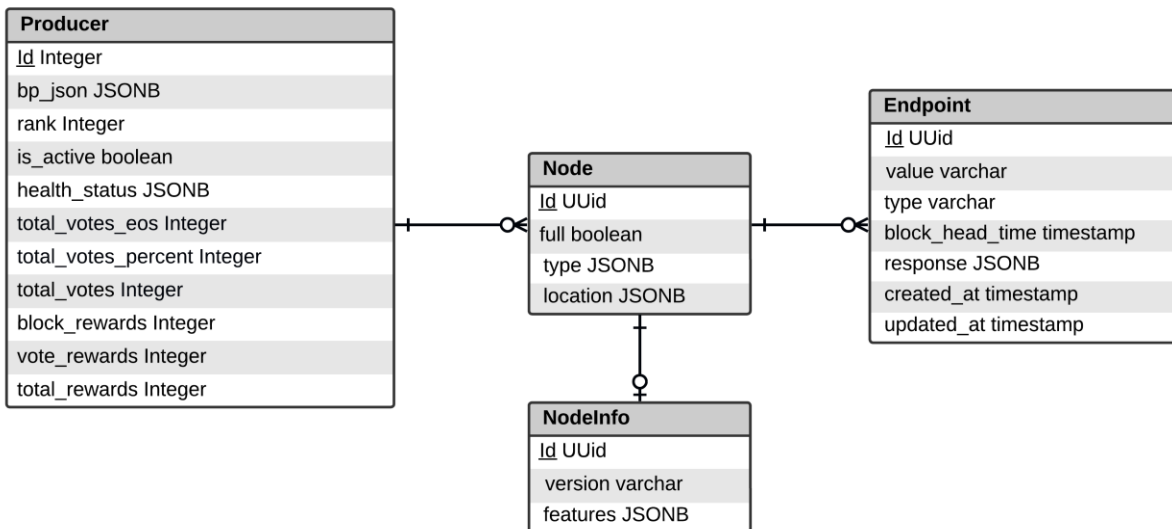 Producer
Id Integer
bp_json JSONB
rank Integer
is_active boolean
health_status JSONB
total_votes_eos Integer
total_votes_percent Integer
total_votes Integer
block_rewards Integer
vote_rewards Integer
total_rewards Integer
Node
Id UUid
full boolean
type JSONB
location JSONB
NodeInfo
Id UUid
version varchar
features JSONB
Endpoint
Id UUid
value varchar
type varchar
block_head_time timestamp
response JSONB
created_at timestamp
updated_at timestamp